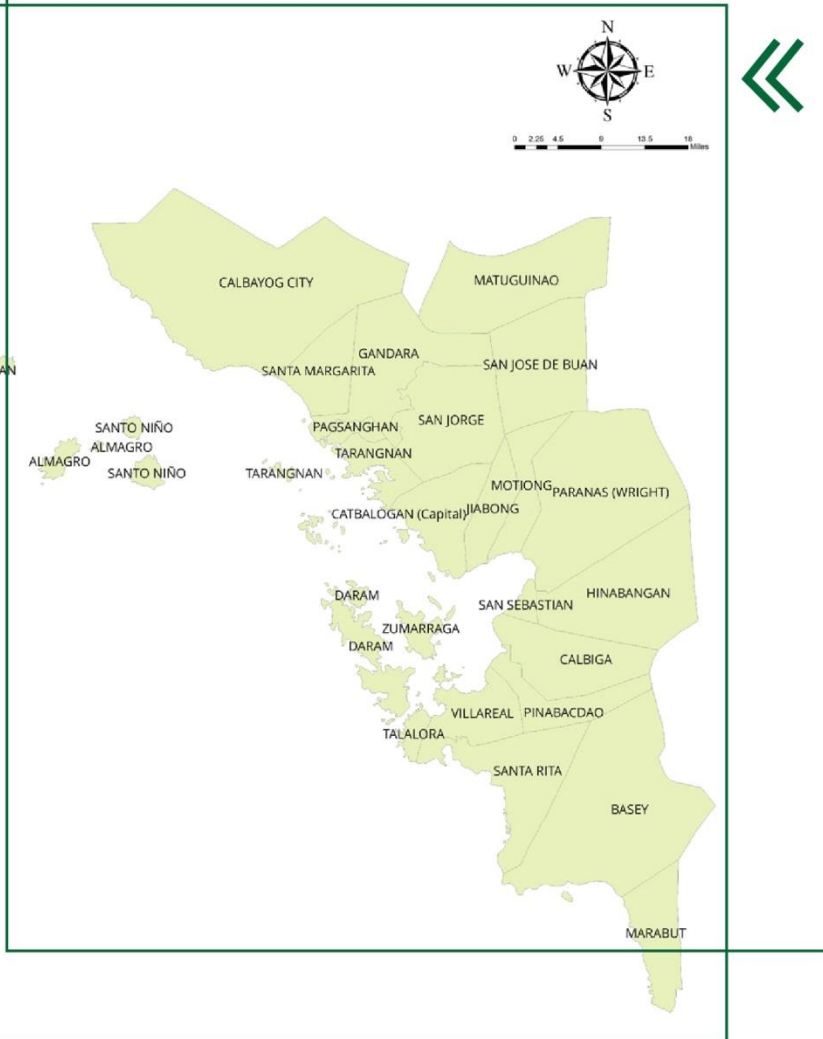 N
W E
S
0 2.25 4.5 9 13.5 18
Miles
CALBAYOG CITY
MATUGUINAO
GANDARA
SANTA MARGARITA
SAN JOSE DE BUAN
AN
SAN JORGE
PAGSANGHAN
SANTO NIÑO
ALMAGRO
TARANGNAN
ALMAGRO
SANTO NIÑO
TARANGNAN
MOTIONG
PARANAS (WRIGHT)
CATBALOGAN (Capital)
JIABONG
DARAM
HINABANGAN
SAN SEBASTIAN
ZUMARRAGA
DARAM
CALBIGA
VILLAREAL
PINABACDAO
TALALORA
SANTA RITA
BASEY
MARABUT